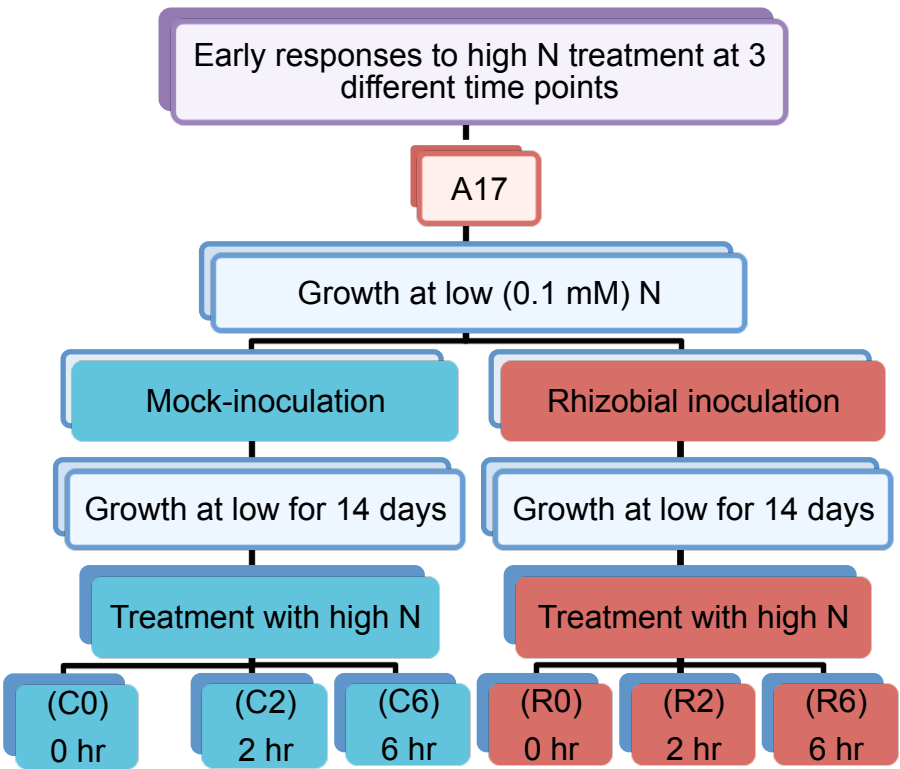 Early responses to high N treatment at 3
different time points
A17
Growth at low (0.1 mM) N
Mock-inoculation
Rhizobial inoculation
Growth at low for 14 days
Growth at low for 14 days
Treatment with high N
Treatment with high N
(C0)
0 hr
(C2)
2 hr
(C6)
6 hr
(R0)
0 hr
(R2)
2 hr
(R6)
6 hr